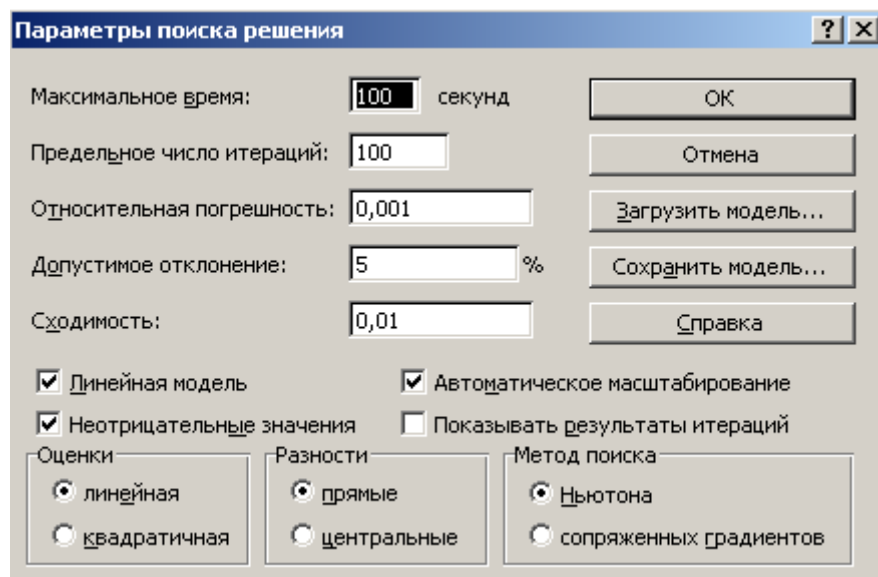 Параметры поиска решения
Максимальное время: 100 секунд OK
Предельное число итераций: 100 Отмена
Относительная погрешность: 0,001 Загрузить модель...
Допустимое отклонение: 5 % Сохранить модель...
Сходимость: 0,01 Справка
Линейная модель Автоматическое масштабирование
Неотрицательные значения Показывать результаты итераций
Оценки Разности Метод поиска
линейная прямые Ньютона
квадратичная центральные сопряженных градиентов